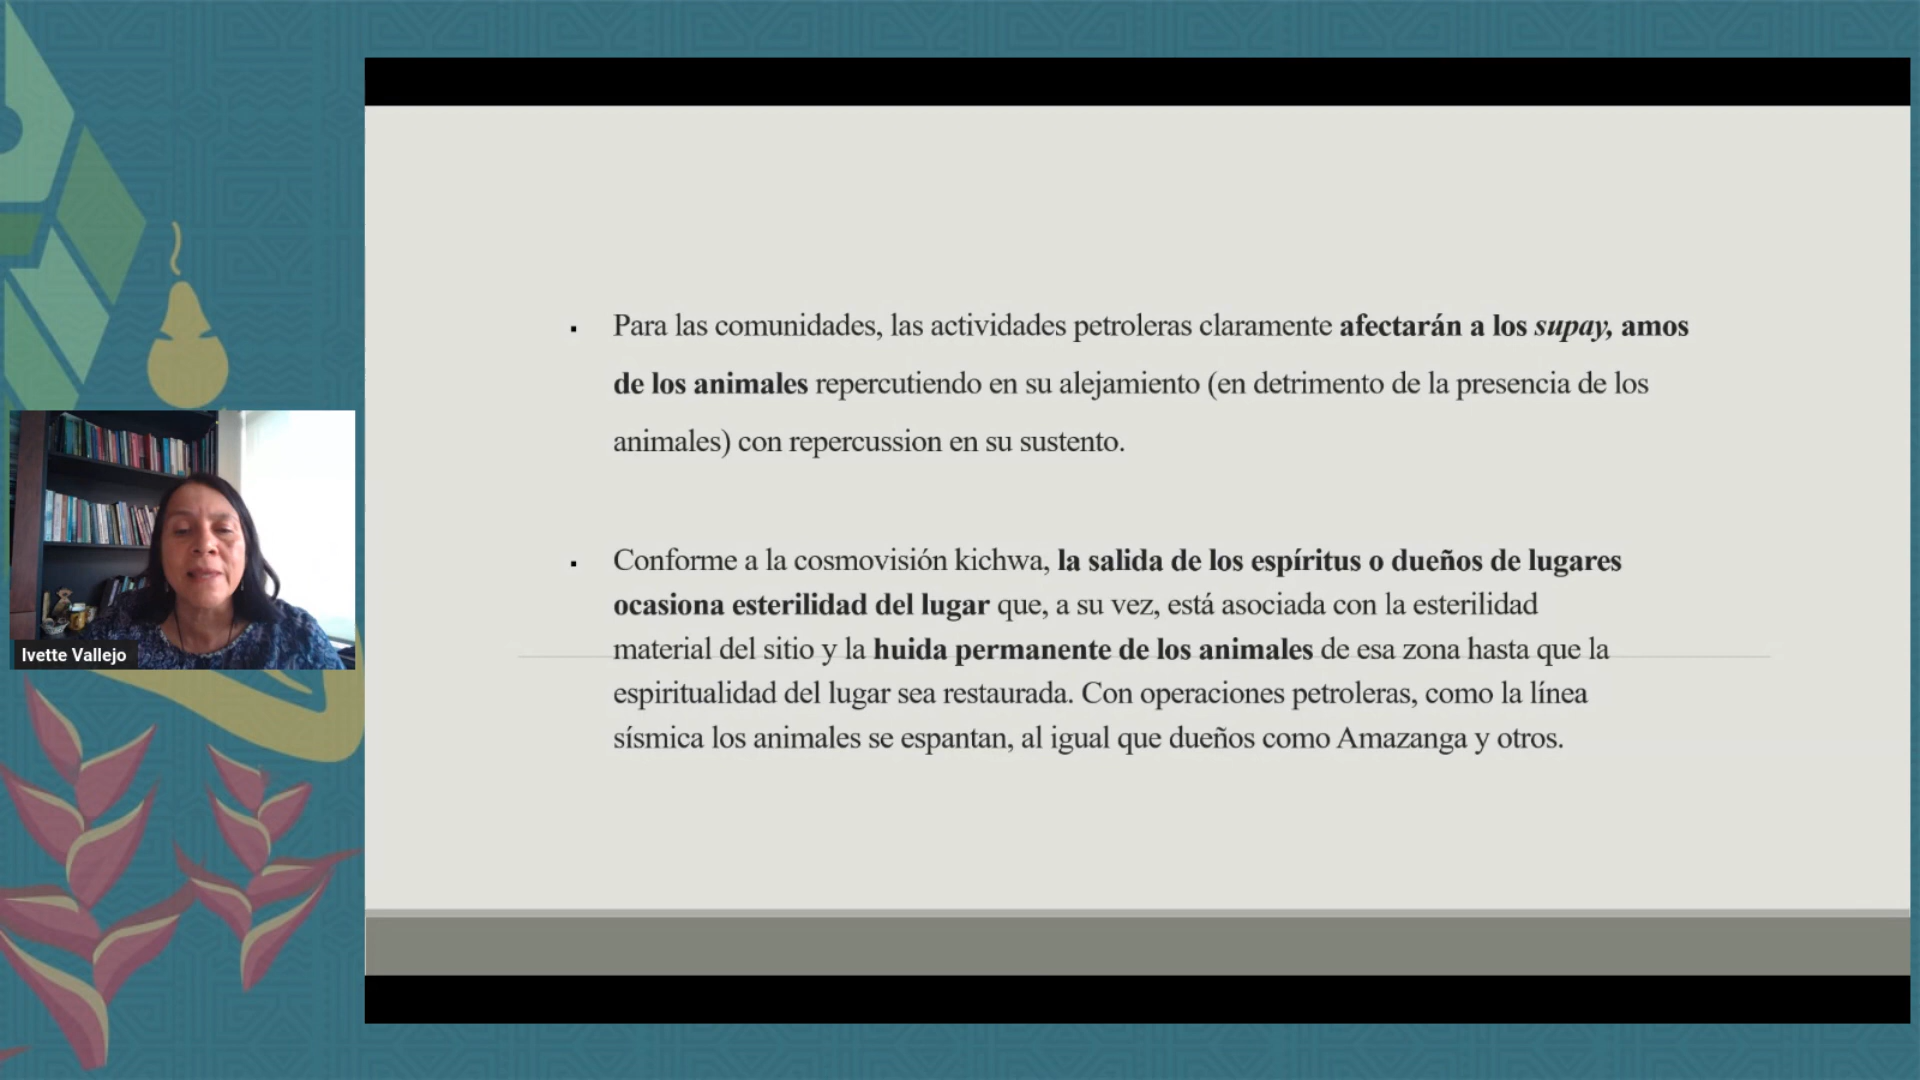 Para las comunidades, las actividades petroleras claramente afectarán a los supay, amos
de los animales repercutiendo en su alejamiento (en detrimento de la presencia de los
animales) con repercussion en su sustento.
Conforme a la cosmovisión kichwa, la salida de los espíritus o dueños de lugares
ocasiona esterilidad del lugar que, a su vez, está asociada con la esterilidad
material del sitio y la huida permanente de los animales de esa zona hasta que la
espiritualidad del lugar sea restaurada. Con operaciones petroleras, como la línea
sísmica los animales se espantan, al igual que dueños como Amazanga y otros.
Ivette Vallejo